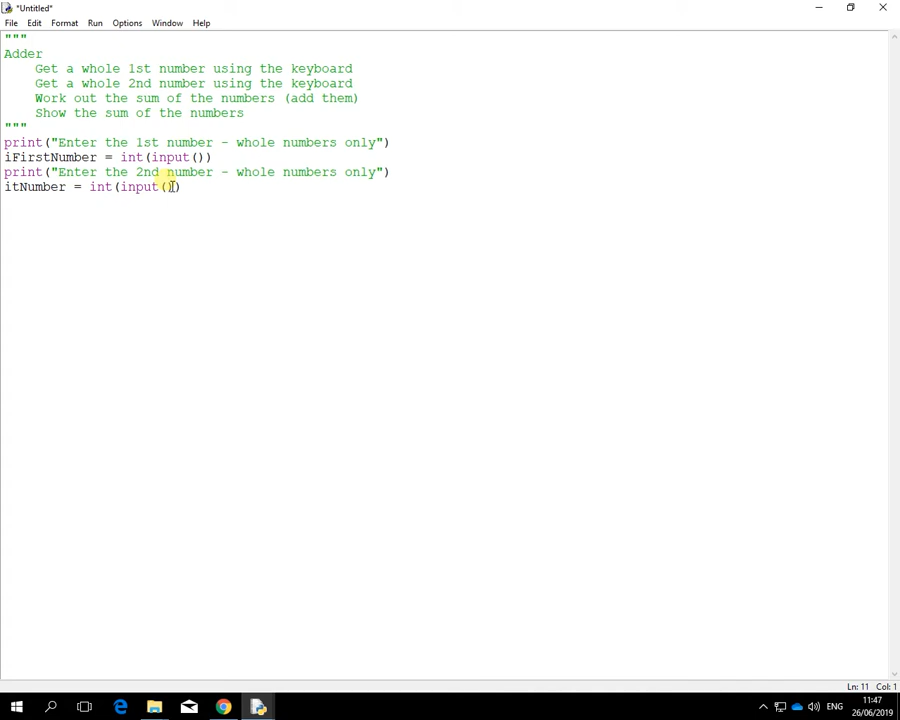 *Untitled*
File Edit Format Run Options Window Help
"""
Adder
    Get a whole 1st number using the keyboard
    Get a whole 2nd number using the keyboard
    Work out the sum of the numbers (add them)
    Show the sum of the numbers
"""
print("Enter the 1st number - whole numbers only")
iFirstNumber = int(input())
print("Enter the 2nd number - whole numbers only")
itNumber = int(input())
Ln: 11 Col: 1
ENG
11:47
26/06/2019